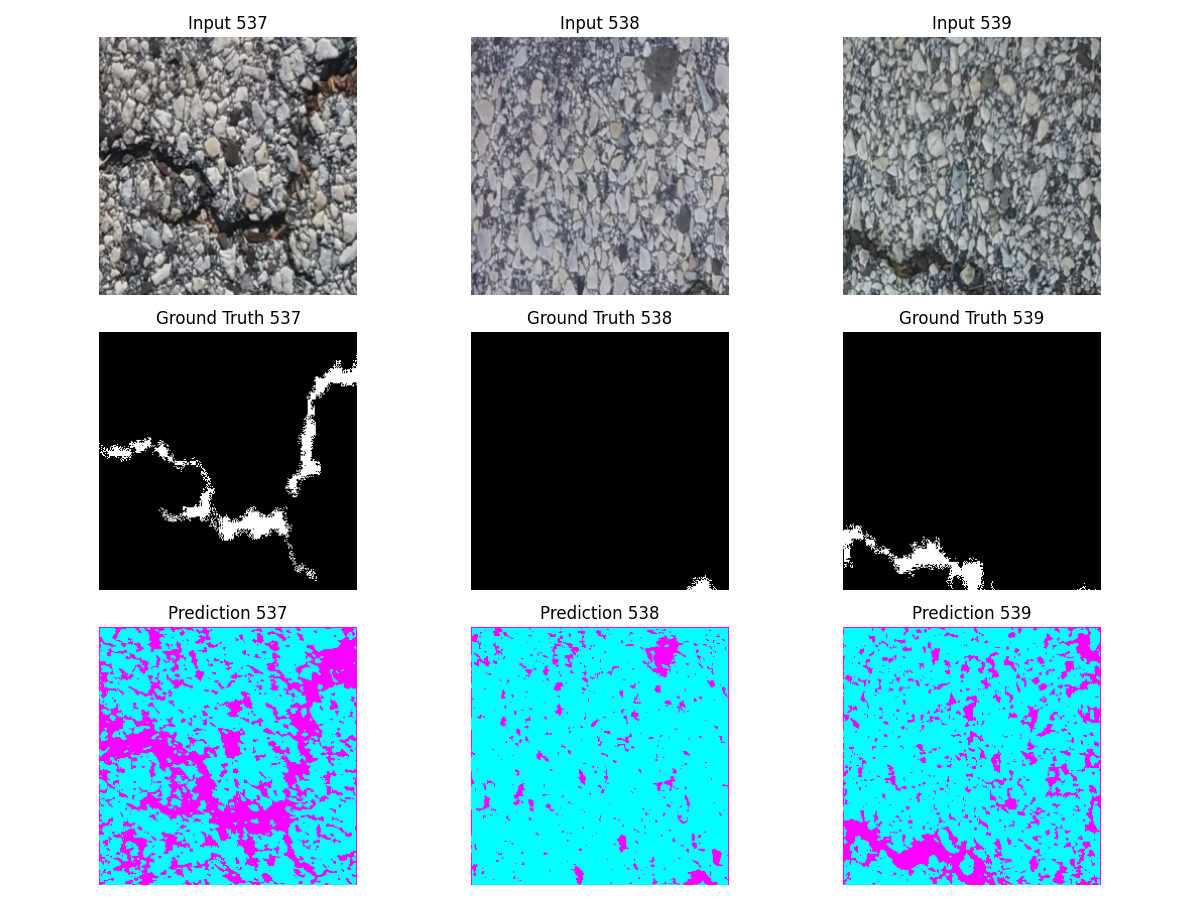 Input 537
Input 538
Input 539
Ground Truth 537
Ground Truth 538
Ground Truth 539
Prediction 537
Prediction 538
Prediction 539